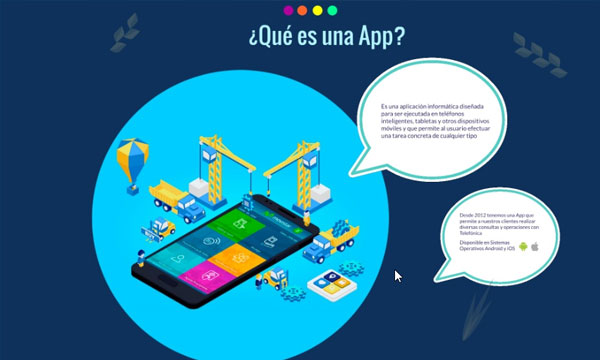 ¿Qué es una App?
Es una aplicación informática diseñada
para ser ejecutada en teléfonos
inteligentes, tabletas y otros dispositivos
móviles y que permite al usuario efectuar
una tarea concreta de cualquier tipo
Desde 2012 tenemos una App que
permite a nuestros clientes realizar
diversas consultas y operaciones con
Telefónica
Disponible en Sistemas
Operativos Android y iOS